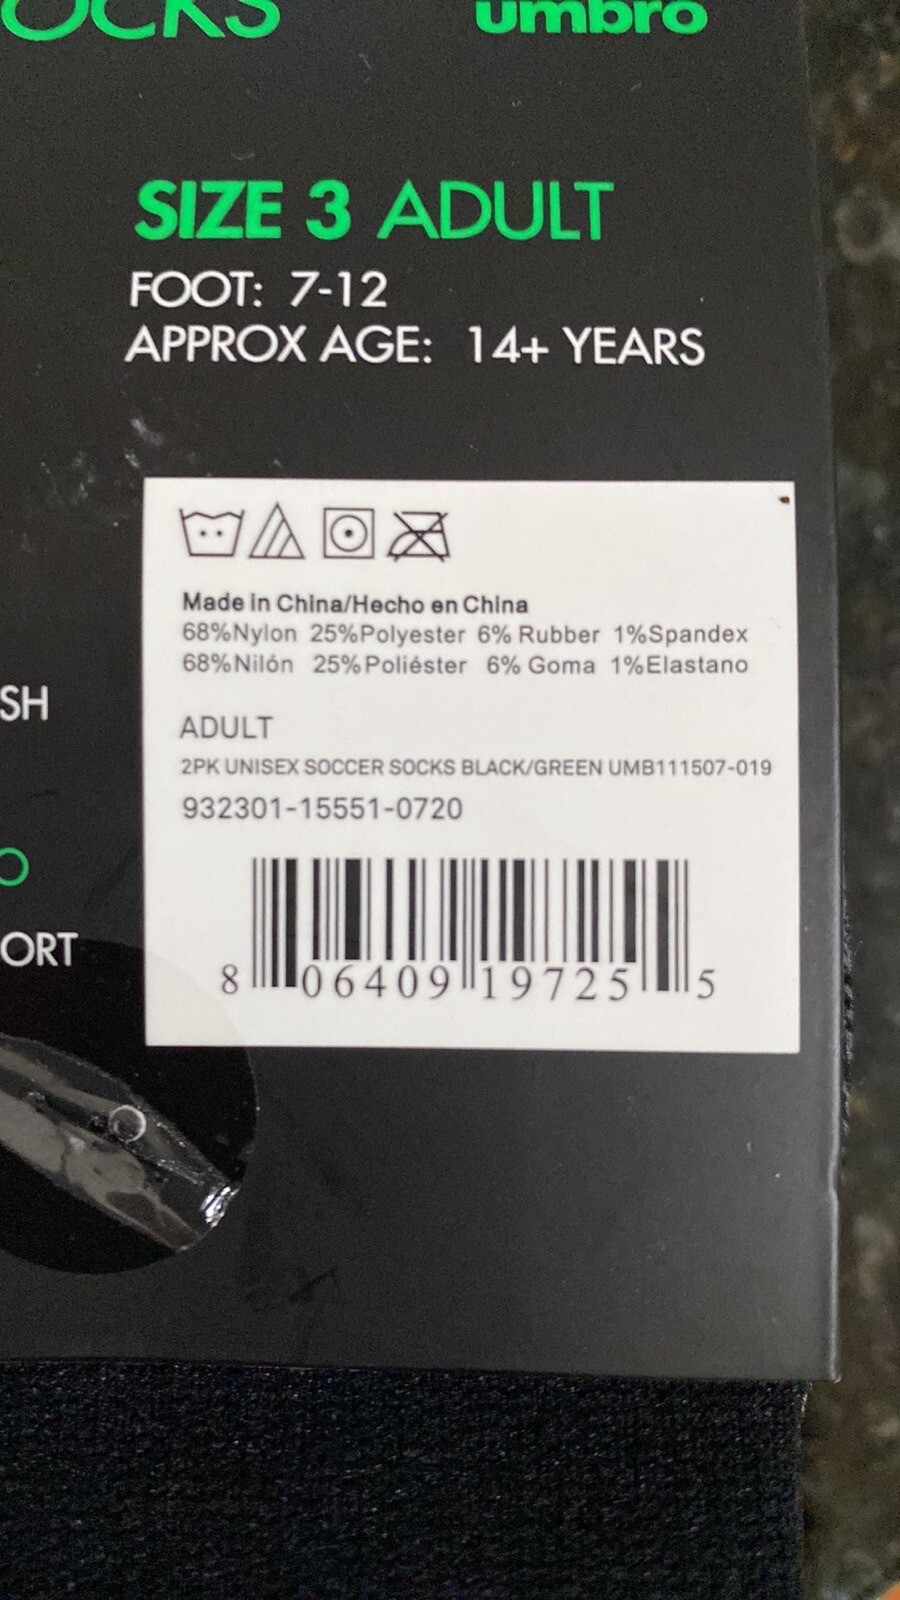 OCKS umbro
SIZE 3 ADULT
FOOT: 7-12
APPROX AGE: 14+ YEARS
Made in China/Hecho en China
68%Nylon 25%Polyester 6% Rubber 1%Spandex
68%Nilón 25%Poliéster 6% Goma 1%Elastano
SH
ADULT
2PK UNISEX SOCCER SOCKS BLACK/GREEN UMB111507-019
932301-15551-0720
O
ORT
8 06409 19725 5